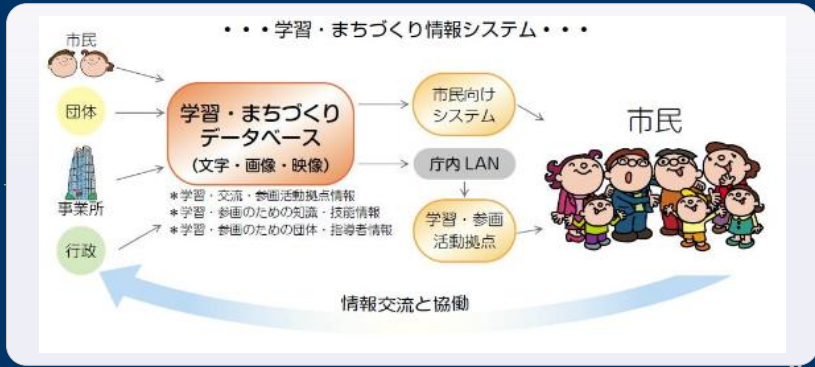 ・・・学習・まちづくり情報システム・・・
市民
団体
事業所
行政
学習・まちづくり
データベース
(文字・画像・映像)
＊学習・交流・参画活動拠点情報
＊学習・参画のための知識・技能情報
＊学習・参画のための団体・指導者情報
市民向け
システム
庁内 LAN
学習・参画
活動拠点
市民
情報交流と協働